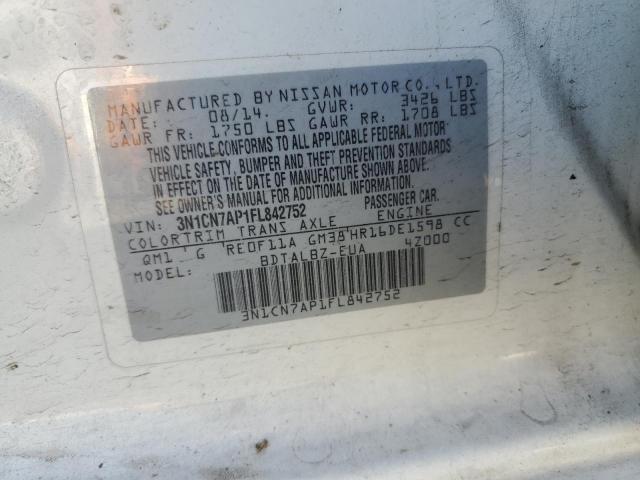 MANUFACTURED BY NISSAN MOTOR CO., LTD.
DATE: 08/14. GVWR: 3426 LBS
GAWR FR: 1750 LBS GAWR RR: 1708 LBS
THIS VEHICLE CONFORMS TO ALL APPLICABLE FEDERAL MOTOR
VEHICLE SAFETY, BUMPER AND THEFT PREVENTION STANDARDS
IN EFFECT ON THE DATE OF MANUFACTURE SHOWN ABOVE.
SEE OWNER'S MANUAL FOR ADDITIONAL INFORMATION.
VIN: 3N1CN7AP1FL842752 PASSENGER CAR.
COLOR TRIM TRANS AXLE ENGINE
QM1 G RE0F11A GM38 HR16DE1598 CC
MODEL: BDTALBZ-EUA 4Z000
3N1CN7AP1FL842752